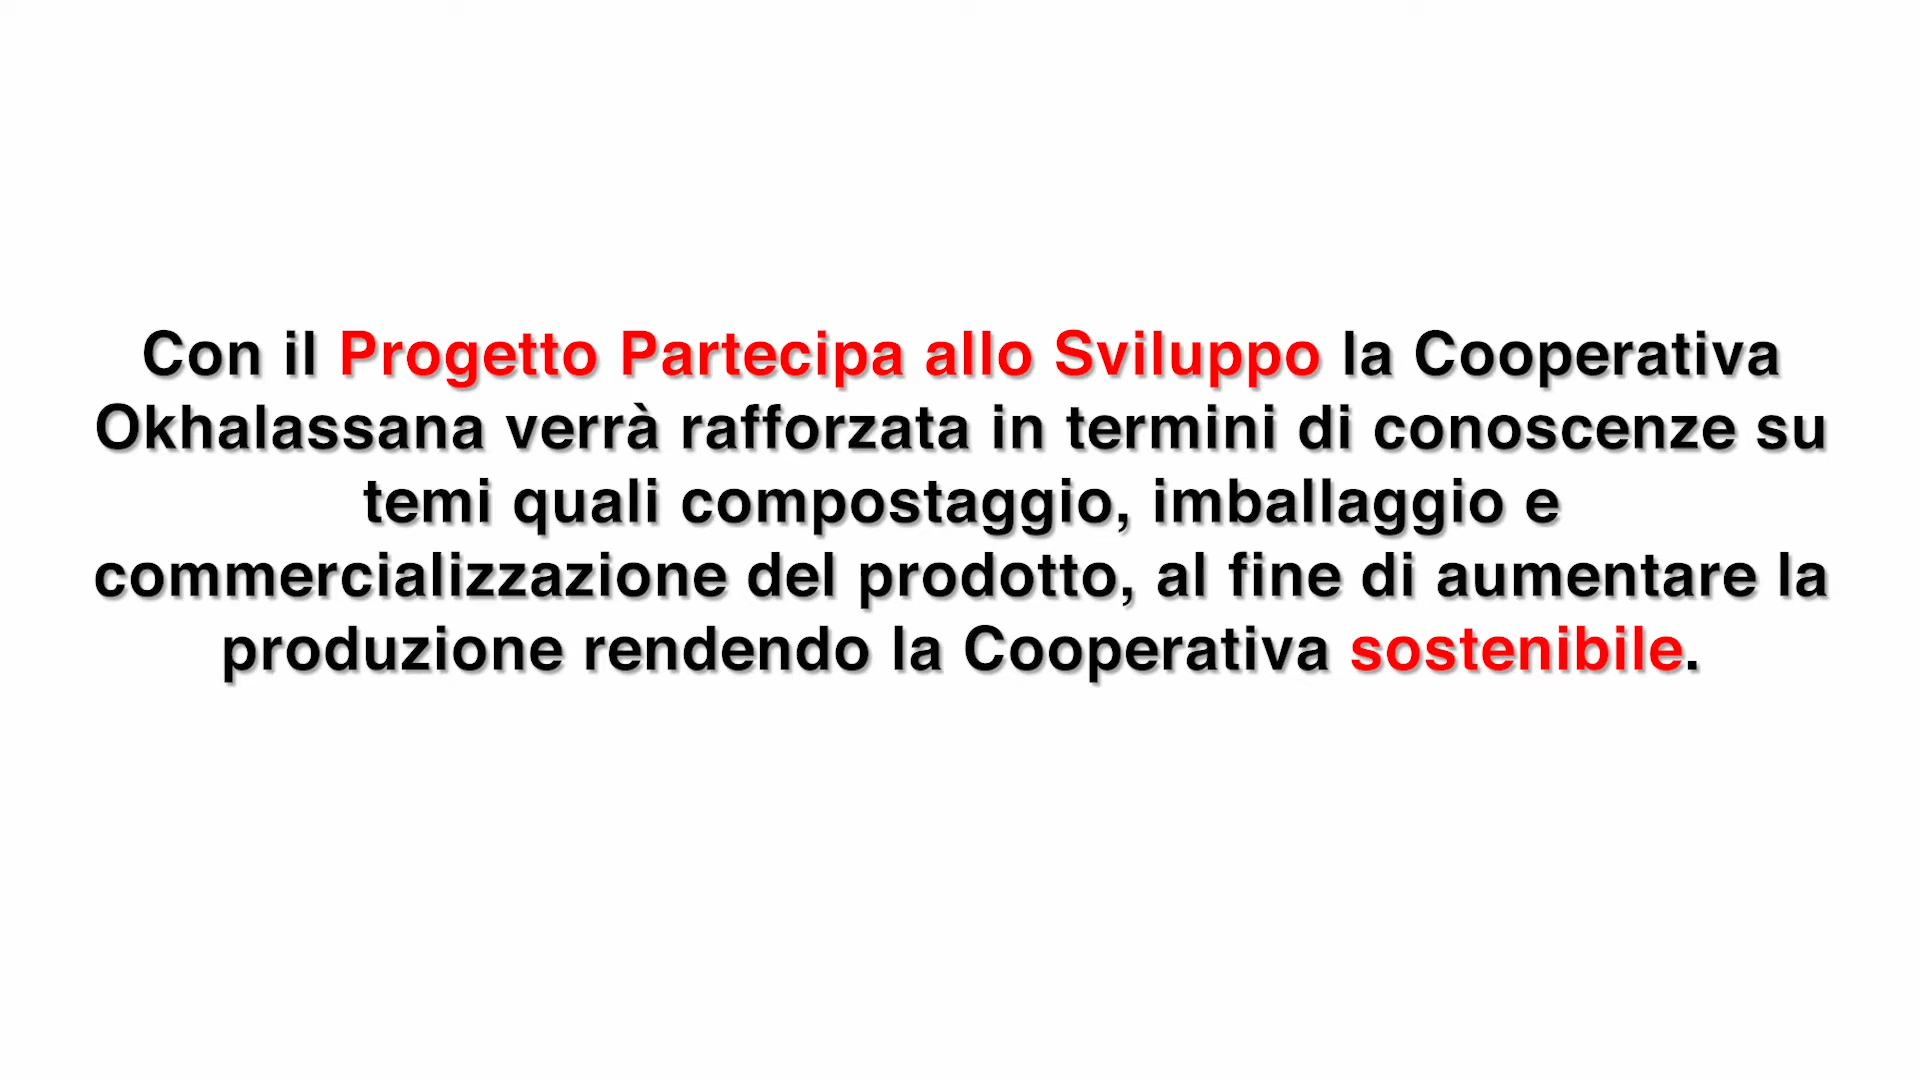 Con il Progetto Partecipa allo Sviluppo la Cooperativa
Okhalassana verrà rafforzata in termini di conoscenze su
temi quali compostaggio, imballaggio e
commercializzazione del prodotto, al fine di aumentare la
produzione rendendo la Cooperativa sostenibile.